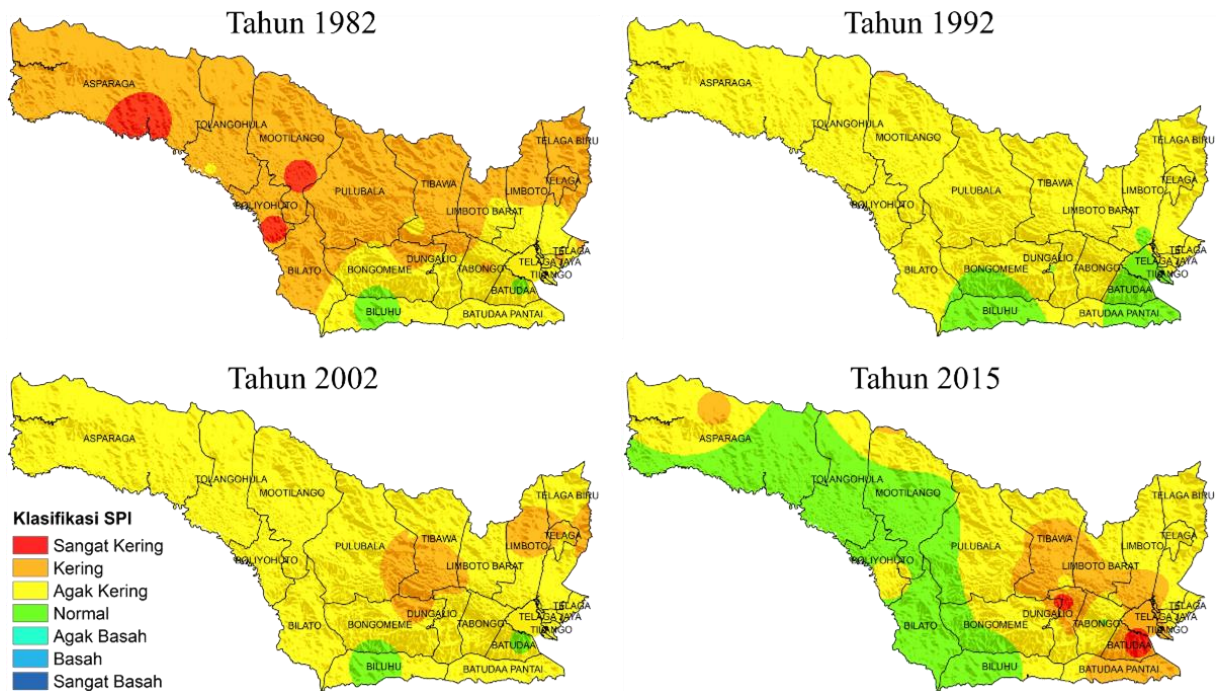 Tahun 1982
ASPARAGA
TOLANGOHULA
MOOTILANGO
PULUBALA
TIBAWA
TELAGA BIRU
LIMBOTO
TELAGA
BOLIYOHUTO
LIMBOTO BARAT
BILATO
BONGOMEME
DUNGALIO
TABONGO
TELAGA
TELAGA JAYA
TILANGO
BATUDAA
BILUHU
BATUDAA PANTAI
Tahun 1992
ASPARAGA
TOLANGOHULA
MOOTILANGO
PULUBALA
TIBAWA
TELAGA BIRU
LIMBOTO
TELAGA
BOLIYOHUTO
LIMBOTO BARAT
BILATO
BONGOMEME
DUNGALIO
TABONGO
TELAGA
TELAGA JAYA
TILANGO
BATUDAA
BILUHU
BATUDAA PANTAI
Tahun 2002
ASPARAGA
TOLANGOHULA
MOOTILANGO
PULUBALA
TIBAWA
TELAGA BIRU
LIMBOTO
TELAGA
BOLIYOHUTO
LIMBOTO BARAT
BILATO
BONGOMEME
DUNGALIO
TABONGO
TELAGA
TELAGA JAYA
TILANGO
BATUDAA
BILUHU
BATUDAA PANTAI
Klasifikasi SPI
Sangat Kering
Kering
Agak Kering
Normal
Agak Basah
Basah
Sangat Basah
Tahun 2015
ASPARAGA
TOLANGOHULA
MOOTILANGO
PULUBALA
TIBAWA
TELAGA BIRU
LIMBOTO
TELAGA
BOLIYOHUTO
LIMBOTO BARAT
BILATO
BONGOMEME
DUNGALIO
TABONGO
TELAGA
TELAGA JAYA
TILANGO
BATUDAA
BILUHU
BATUDAA PANTAI